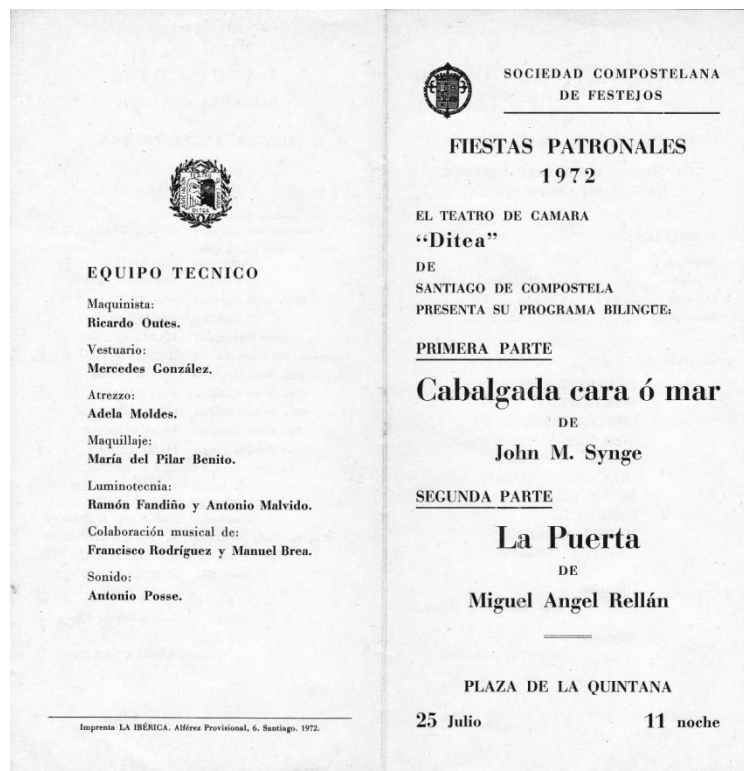 EQUIPO TECNICO
Maquinista:
Ricardo Outes.
Vestuario:
Mercedes González.
Atrezzo:
Adela Moldes.
Maquillaje:
María del Pilar Benito.
Luminotecnia:
Ramón Fandiño y Antonio Malvido.
Colaboración musical de:
Francisco Rodríguez y Manuel Brea.
Sonido:
Antonio Posse.
Imprenta LA IBÉRICA. Alférez Provisional, 6. Santiago. 1972.
SOCIEDAD COMPOSTELANA
DE FESTEJOS
FIESTAS PATRONALES
1972
EL TEATRO DE CAMARA
“Ditea”
DE
SANTIAGO DE COMPOSTELA
PRESENTA SU PROGRAMA BILINGUE:
PRIMERA PARTE
Cabalgada cara ó mar
DE
John M. Synge
SEGUNDA PARTE
La Puerta
DE
Miguel Angel Rellán
PLAZA DE LA QUINTANA
25 Julio 11 noche